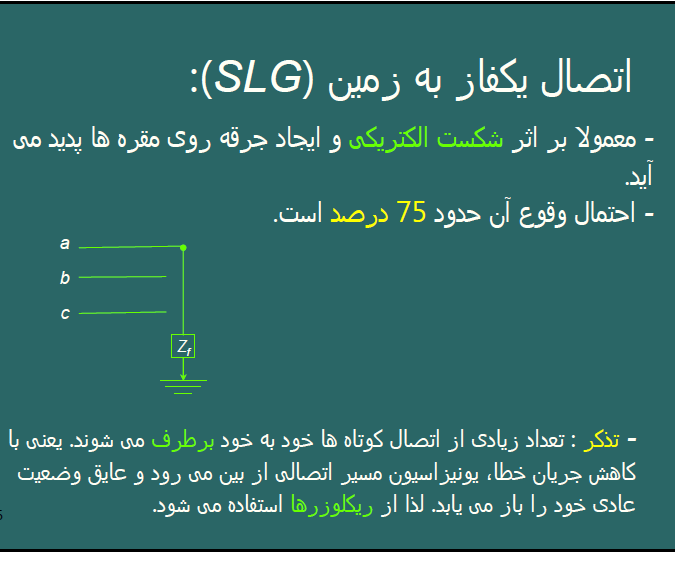 اتصال یکفاز به زمین (SLG):
- معمولا بر اثر شکست الکتریکی و ایجاد جرقه روی مقره ها پدید می
آید.
- احتمال وقوع آن حدود 75 درصد است.
a
b
c
Zf
- تذکر : تعداد زیادی از اتصال کوتاه ها خود به خود برطرف می شوند. یعنی با
کاهش جریان خطا، یونیزاسیون مسیر اتصالی از بین می رود و عایق وضعیت
عادی خود را باز می یابد. لذا از ریکلوزرها استفاده می شود.